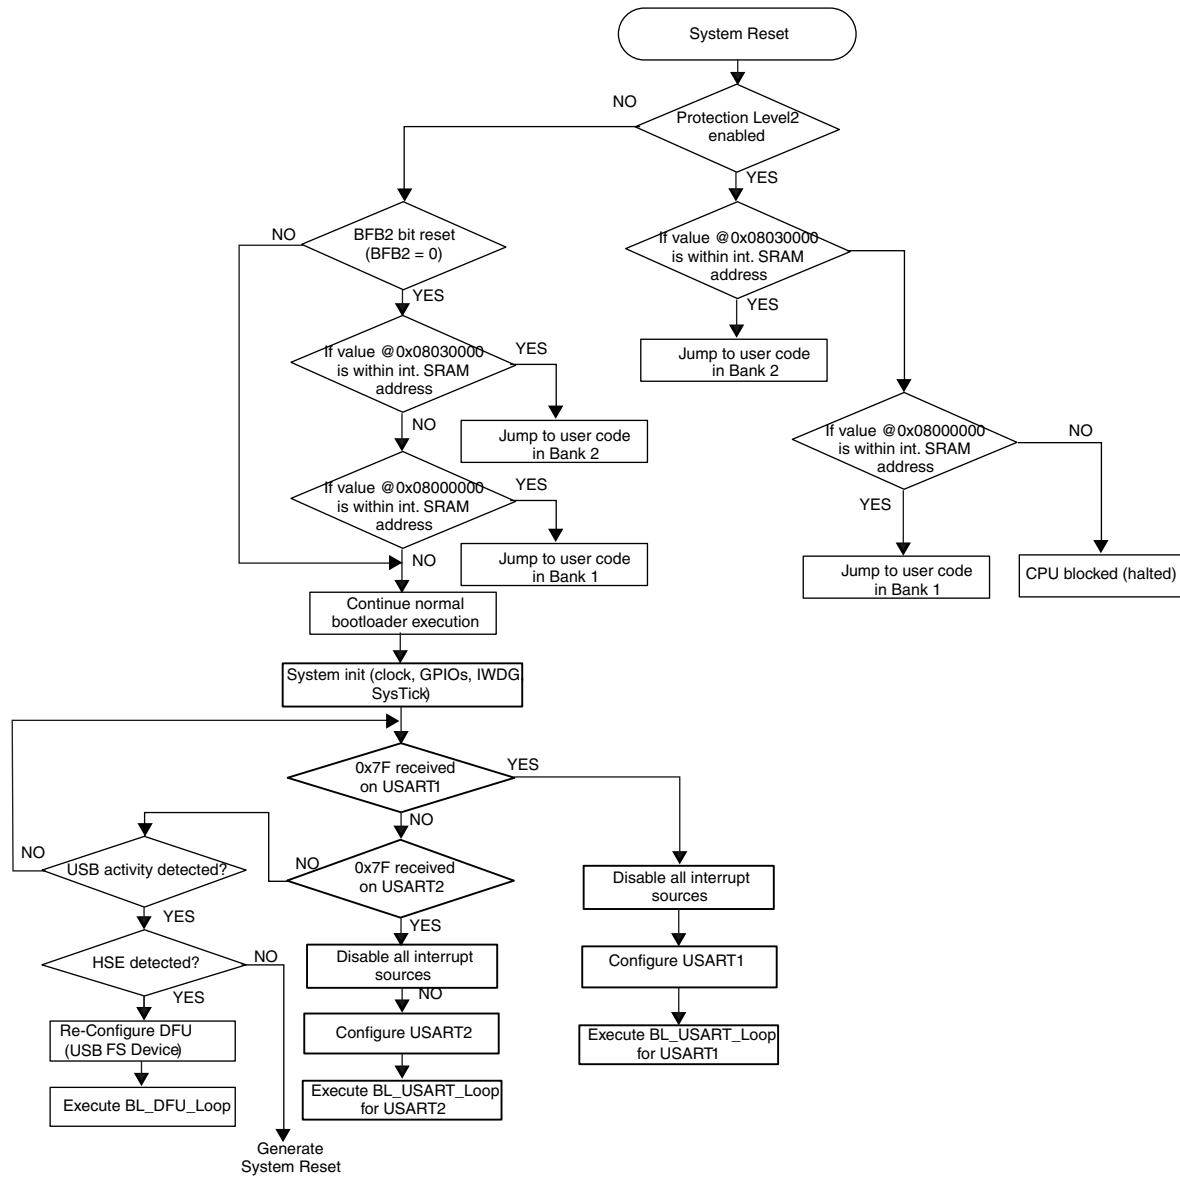 System Reset
NO
Protection Level2
enabled
YES
NO
BFB2 bit reset
(BFB2 = 0)
If value @0x08030000
is within int. SRAM
address
YES
YES
If value @0x08030000
is within int. SRAM
address
YES
Jump to user code
in Bank 2
NO
Jump to user code
in Bank 2
If value @0x08000000
is within int. SRAM
address
NO
If value @0x08000000
is within int. SRAM
address
YES
YES
NO
Jump to user code
in Bank 1
Jump to user code
in Bank 1
CPU blocked (halted)
Continue normal
bootloader execution
System init (clock, GPIOs, IWDG,
SysTick)
0x7F received
on USART1
YES
NO
NO
USB activity detected?
NO
0x7F received
on USART2
Disable all interrupt
sources
YES
YES
HSE detected?
NO
Disable all interrupt
sources
Configure USART1
YES
NO
Re-Configure DFU
(USB FS Device)
Configure USART2
Execute BL_USART_Loop
for USART1
Execute BL_DFU_Loop
Execute BL_USART_Loop
for USART2
Generate
System Reset